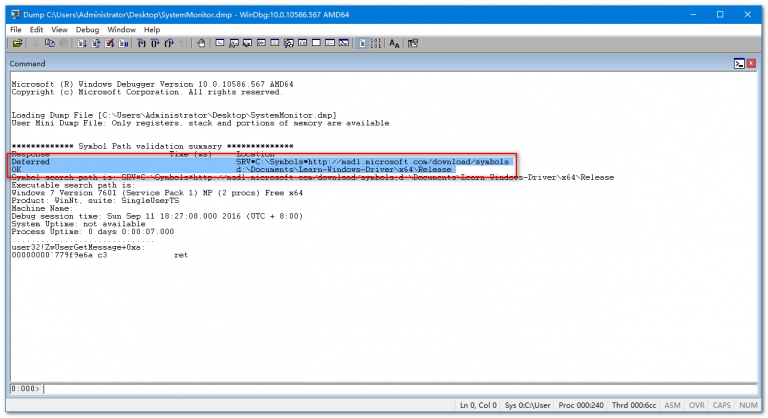 Dump C:\Users\Administrator\Desktop\SystemMonitor.dmp - WinDbg:10.0.10586.567 AMD64
File Edit View Debug Window Help
Command
Microsoft (R) Windows Debugger Version 10.0.10586.567 AMD64
Copyright (c) Microsoft Corporation. All rights reserved.
Loading Dump File [C:\Users\Administrator\Desktop\SystemMonitor.dmp]
User Mini Dump File: Only registers, stack and portions of memory are available
************* Symbol Path validation summary **************
Response Time (ms) Location
Deferred SRV*C:\Symbols*http://msdl.microsoft.com/download/symbols
OK d:\Documents\Learn-Windows-Driver\x64\Release
Symbol search path is: SRV*C:\Symbols*http://msdl.microsoft.com/download/symbols;d:\Documents\Learn-Windows-Driver\x64\Release
Executable search path is:
Windows 7 Version 7601 (Service Pack 1) MP (2 procs) Free x64
Product: WinNt, suite: SingleUserTS
Machine Name:
Debug session time: Sun Sep 11 18:27:08.000 2016 (UTC + 8:00)
System Uptime: not available
Process Uptime: 0 days 0:00:07.000
...............................
user32!ZwUserGetMessage+0xa:
00000000`779f9e6a c3 ret
0:000>
Ln 0, Col 0 Sys 0:C:\User Proc 000:240 Thrd 000:6cc ASM OVR CAPS NUM